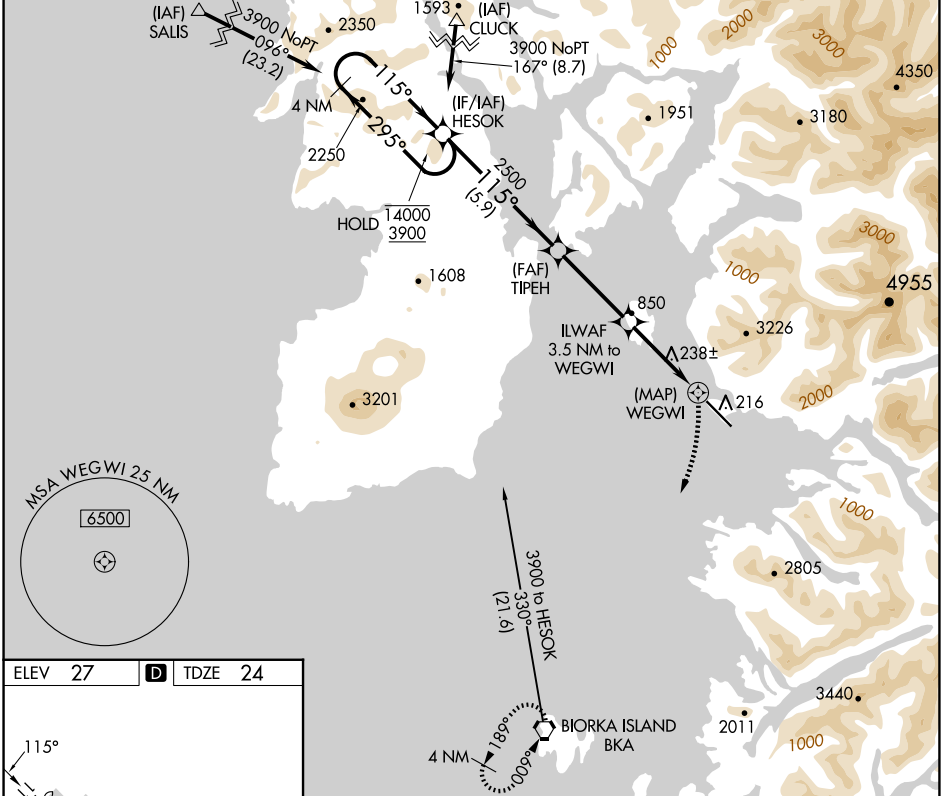 (IAF)
SALIS
3900 NoPT
096°
(23.2)
2350
1593
(IAF)
CLUCK
3900 NoPT
167° (8.7)
1000
2000
3000
4350
4 NM
115°
295°
2250
(IF/IAF)
HESOK
1951
3180
HOLD
14000
3900
2500
115°
(5.9)
(FAF)
TIPEH
1608
3000
1000
4955
850
ILWAF
3.5 NM to
WEGWI
3226
238±
(MAP)
WEGWI
216
2000
3201
MSA WEGWI 25 NM
6500
1000
2805
3900 to HESOK
330°
(21.6)
ELEV 27
D
TDZE 24
115°
BIORKA ISLAND
BKA
4 NM
189°
009°
2011
3440
1000